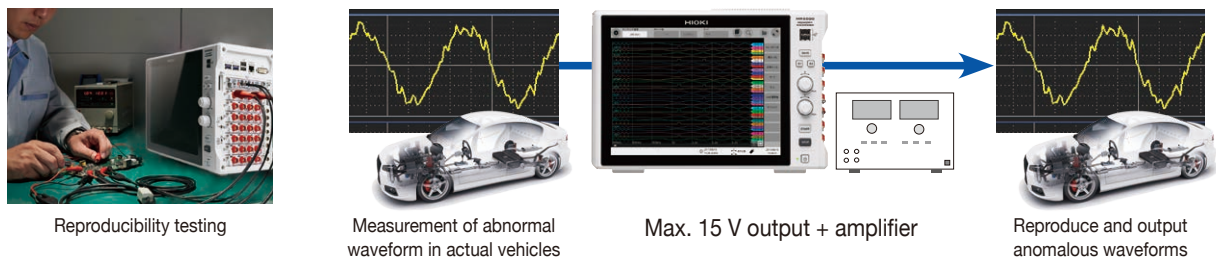 HIOKI
Reproducibility testing
Measurement of abnormal
waveform in actual vehicles
Max. 15 V output + amplifier
Reproduce and output
anomalous waveforms